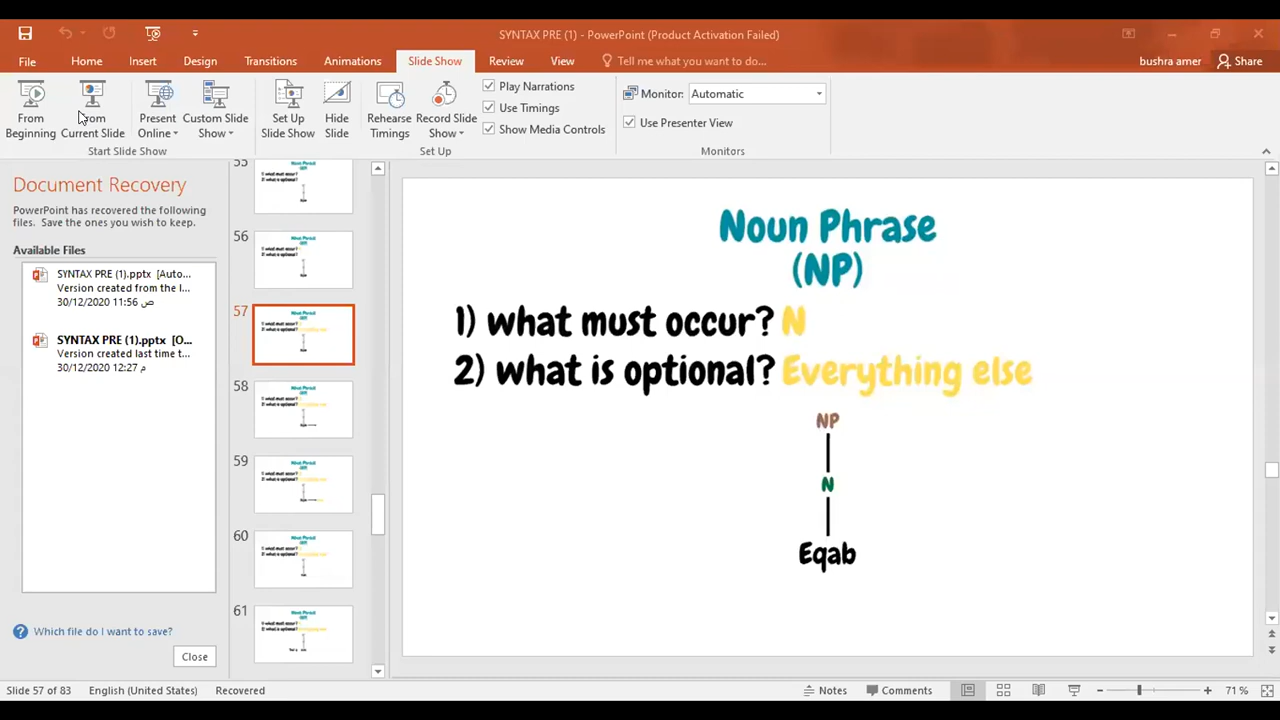 SYNTAX PRE (1) - PowerPoint (Product Activation Failed)
File Home Insert Design Transitions Animations Slide Show Review View Tell me what you want to do... bushra amer Share
From Beginning
From Current Slide
Present Online
Custom Slide Show
Set Up Slide Show
Hide Slide
Rehearse Timings
Record Slide Show
Play Narrations
Use Timings
Show Media Controls
Monitor: Automatic
Use Presenter View
Start Slide Show
Set Up
Monitors
Document Recovery
PowerPoint has recovered the following
files. Save the ones you wish to keep.
Available Files
SYNTAX PRE (1).pptx [Auto...
Version created from the l...
30/12/2020 11:56 ص
SYNTAX PRE (1).pptx [O...
Version created last time t...
30/12/2020 12:27 م
Which file do I want to save?
Close
55
56
57
58
59
60
61
Noun Phrase
(NP)
1) what must occur? N
2) what is optional? Everything else
NP
N
Eqab
Slide 57 of 83 English (United States) Recovered Notes Comments 71 %